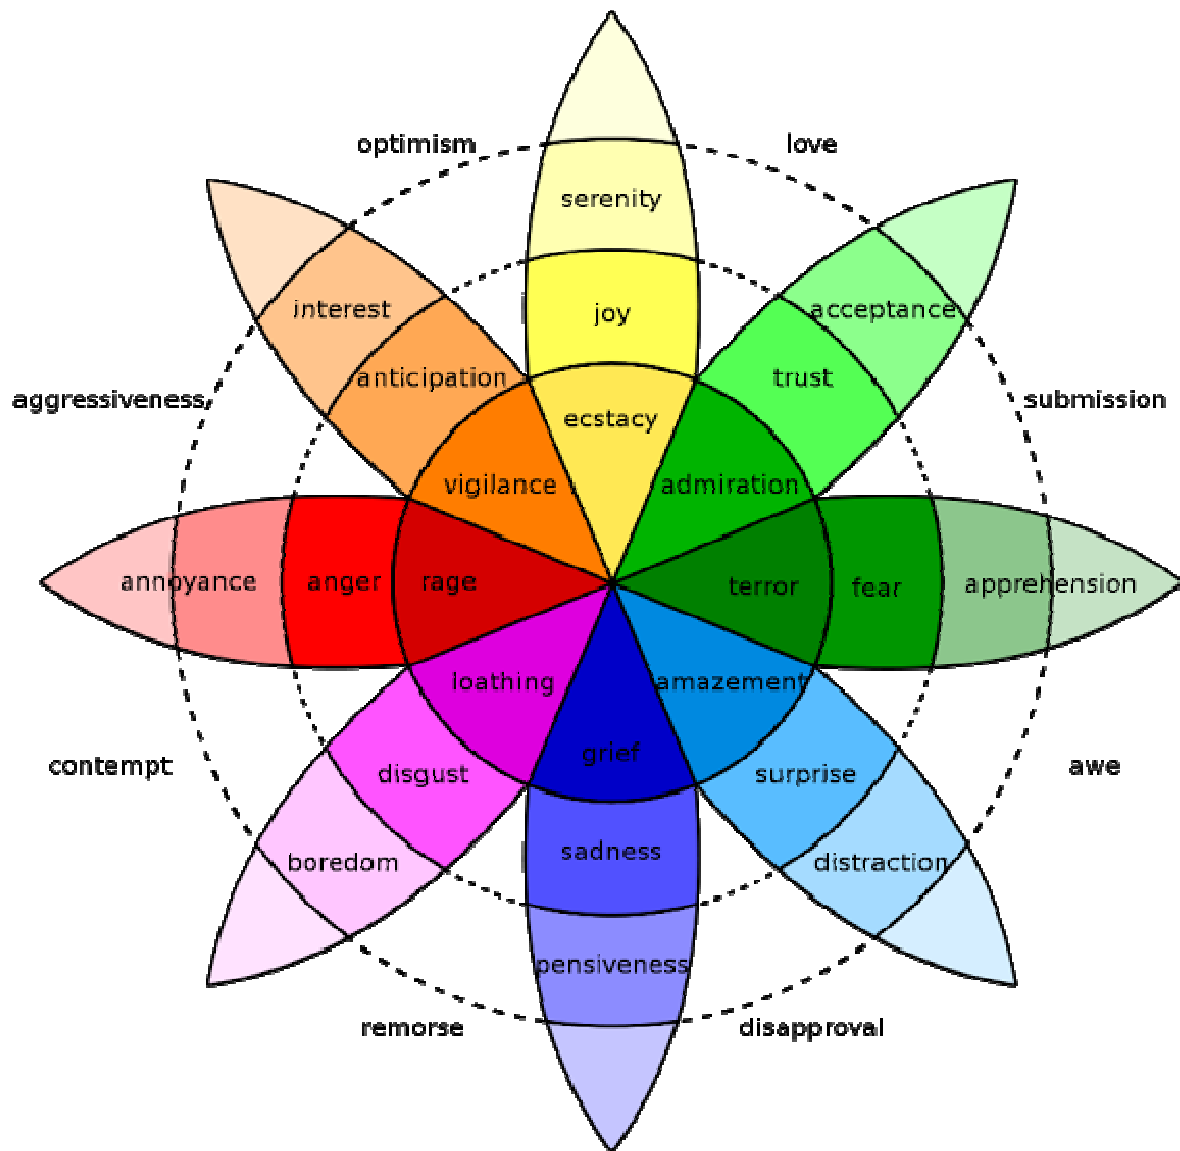 optimism
love
serenity
interest
joy
acceptance
anticipation
trust
aggressiveness
submission
ecstacy
vigilance
admiration
annoyance
anger
rage
terror
fear
apprehension
loathing
amazement
grief
contempt
disgust
surprise
awe
sadness
boredom
distraction
pensiveness
remorse
disapproval